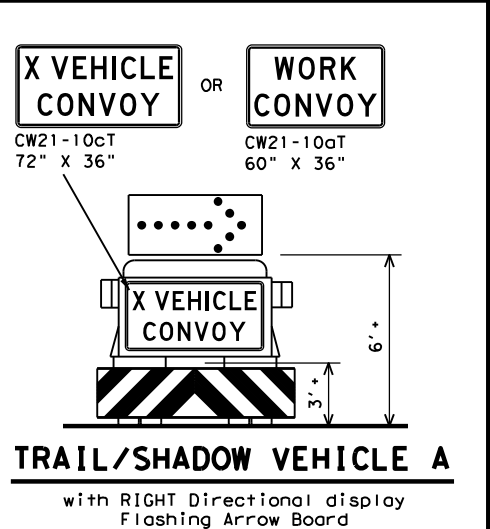 X VEHICLE
CONVOY
OR
WORK
CONVOY
CW21-10cT
72" X 36"
CW21-10aT
60" X 36"
X VEHICLE
CONVOY
6'+
3'+
TRAIL/SHADOW VEHICLE A
with RIGHT Directional display
Flashing Arrow Board